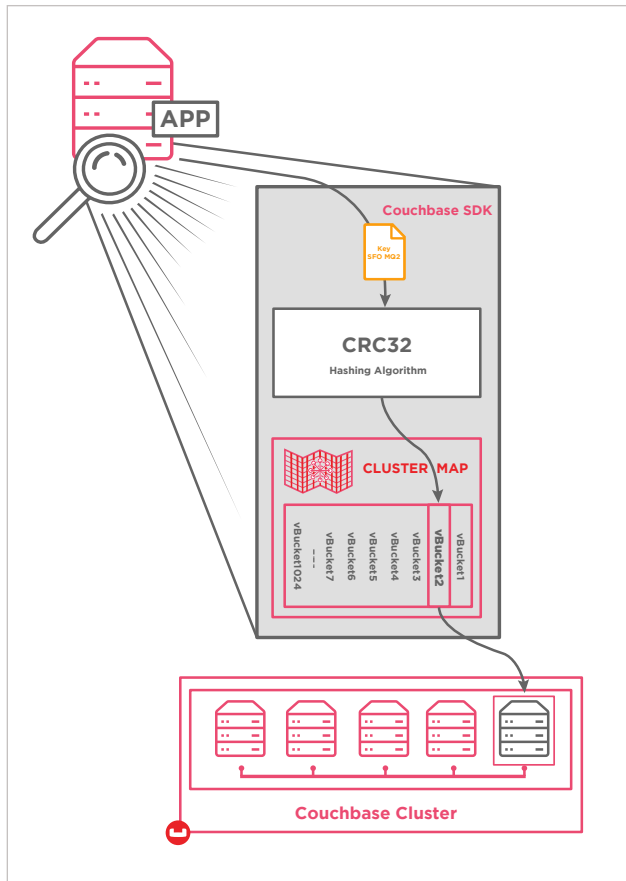 APP
Couchbase SDK
Key
SFO MQ2
CRC32
Hashing Algorithm
CLUSTER MAP
vBucket1024
---
vBucket7
vBucket6
vBucket5
vBucket4
vBucket3
vBucket2
vBucket1
Couchbase Cluster